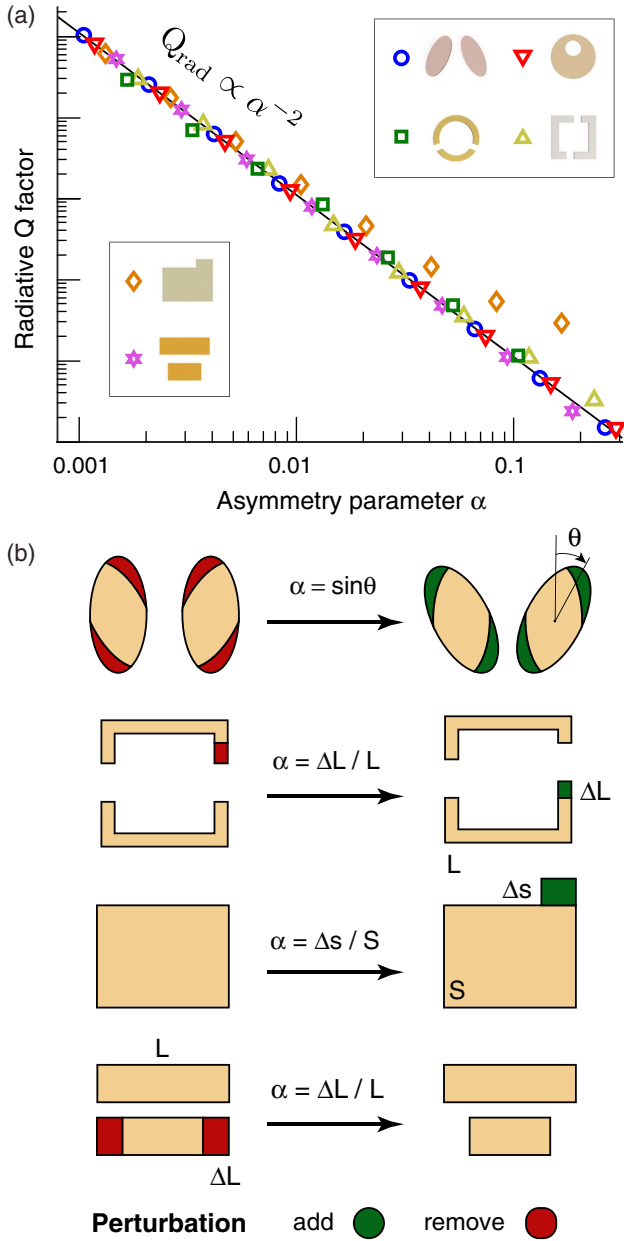 (a)
Q_rad ∝ α⁻²
Radiative Q factor
0.001 0.01 0.1
Asymmetry parameter α
(b)
θ
α = sinθ
α = ΔL / L
ΔL
L
Δs
α = Δs / S
S
L
α = ΔL / L
ΔL
Perturbation add remove